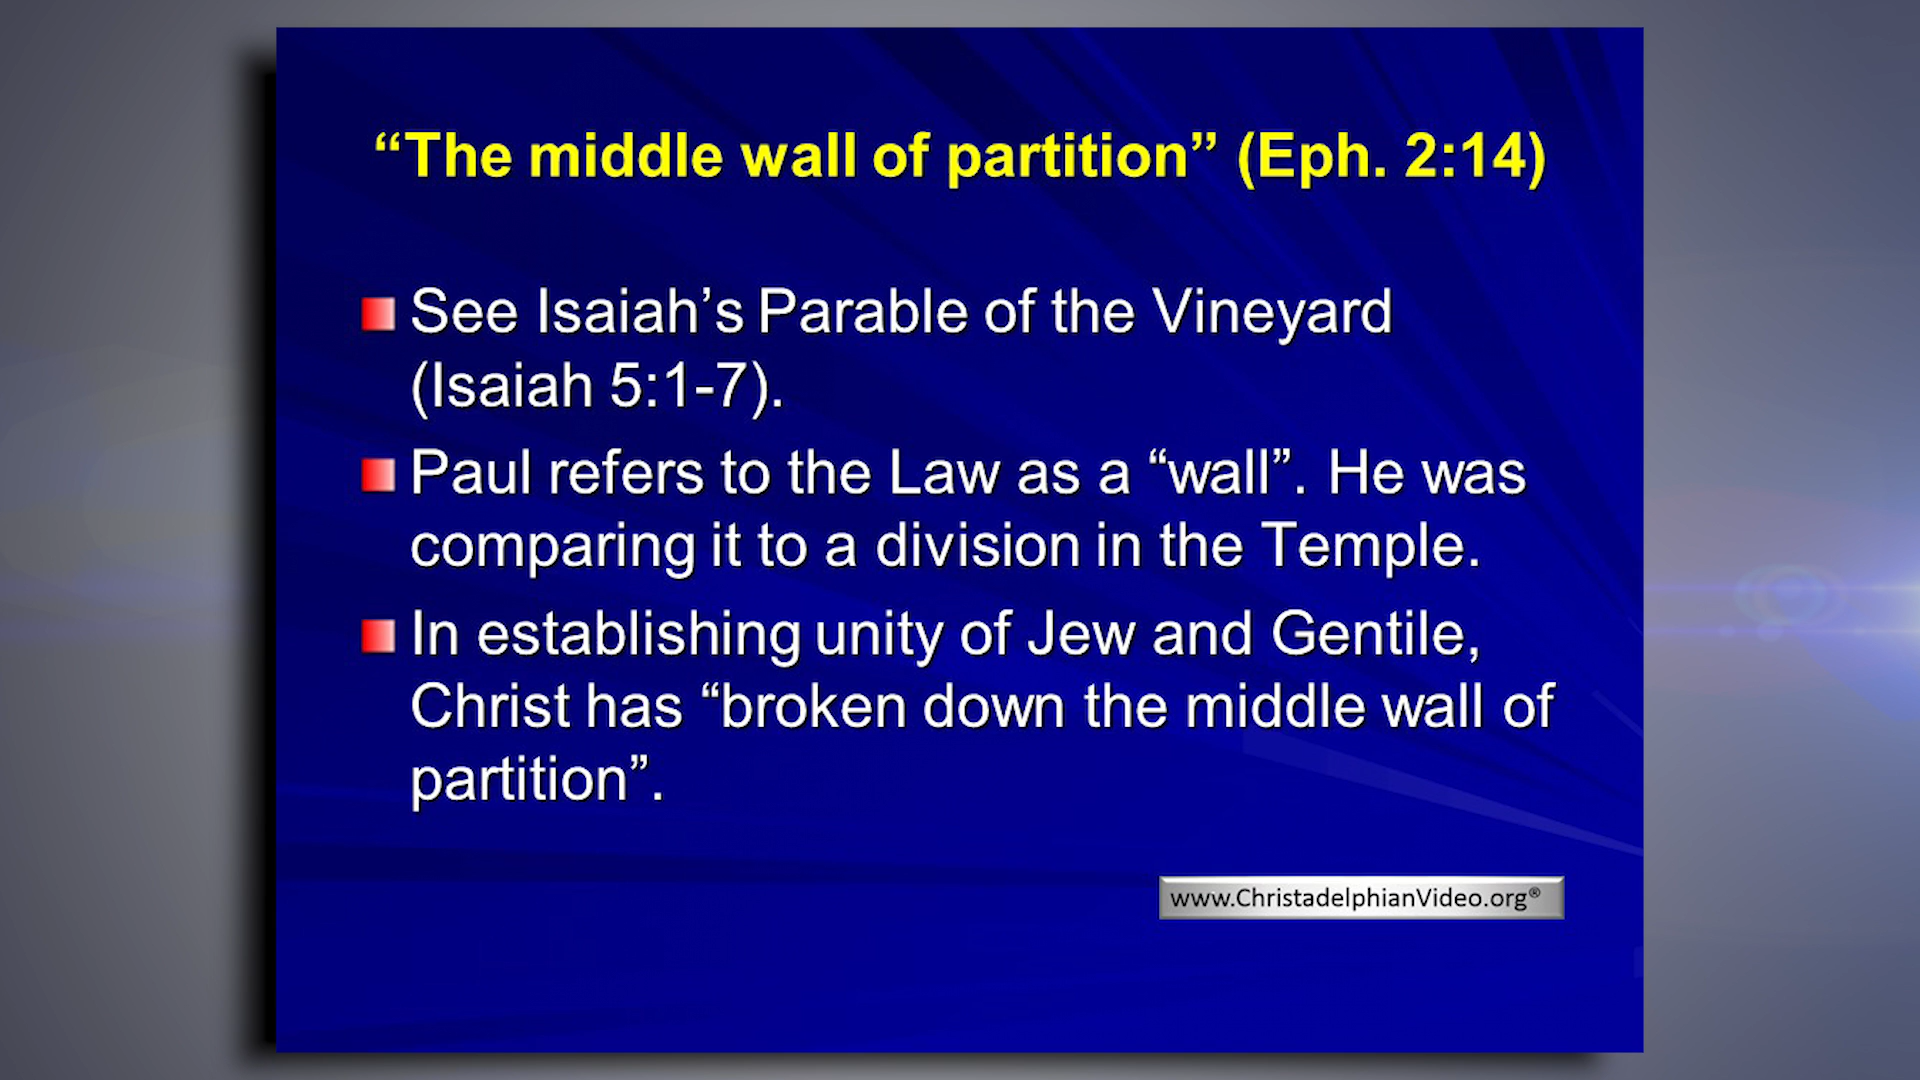 “The middle wall of partition” (Eph. 2:14)
See Isaiah’s Parable of the Vineyard
(Isaiah 5:1-7).
Paul refers to the Law as a “wall”. He was
comparing it to a division in the Temple.
In establishing unity of Jew and Gentile,
Christ has “broken down the middle wall of
partition”.
www.ChristadelphianVideo.org®